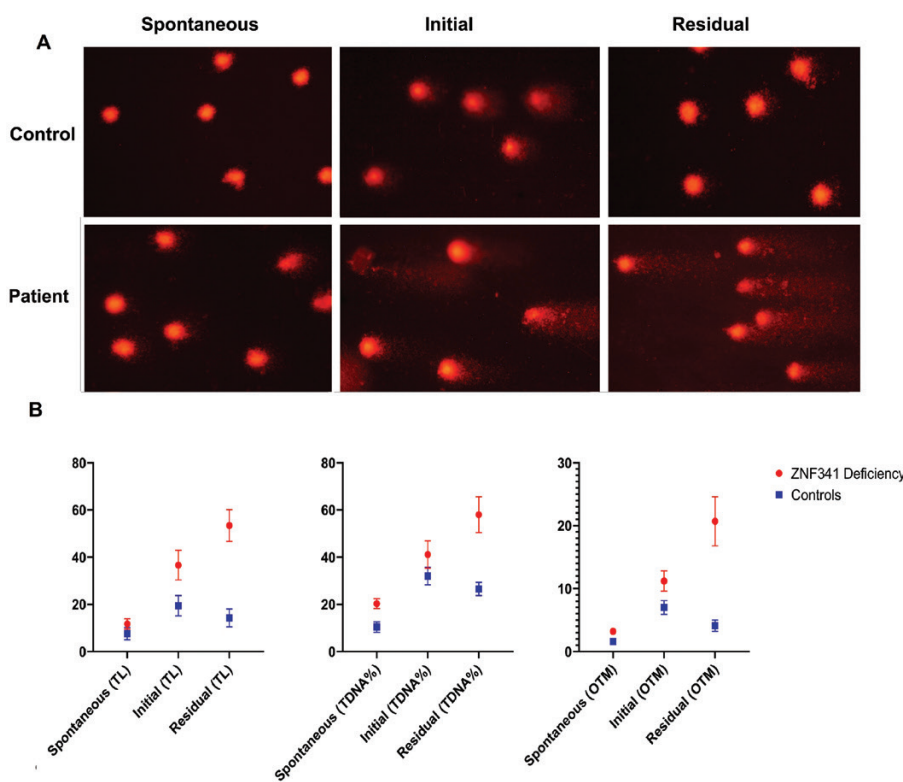 Spontaneous Initial Residual
A
Control
Patient
B
80 80 30
60 60
20
40 40
10
20 20
0 0 0
Spontaneous (TL)
Initial (TL)
Residual (TL)
Spontaneous (TDNA%)
Initial (TDNA%)
Residual (TDNA%)
Spontaneous (OTM)
Initial (OTM)
Residual (OTM)
ZNF341 Deficiency
Controls